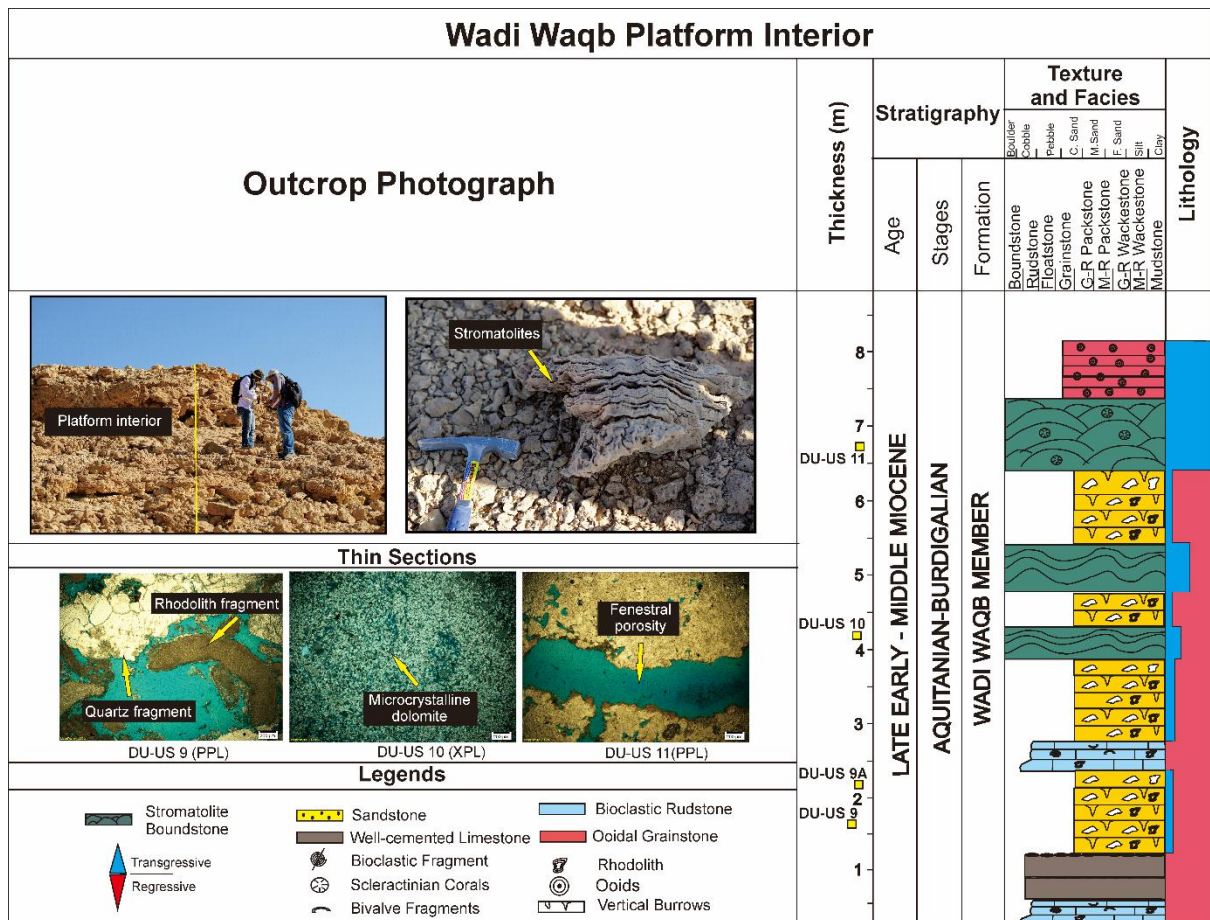 Wadi Waqb Platform Interior
Outcrop Photograph
Thickness (m)
Stratigraphy
Age
Stages
Formation
Texture
and Facies
Boulder
Cobble
Pebble
C. Sand
M.Sand
F. Sand
Silt
Clay
Boundstone
Rudstone
Floatstone
Grainstone
G-R Packstone
M-R Packstone
G-R Wackestone
M-R Wackestone
Mudstone
Lithology
Platform interior
Stromatolites
Thin Sections
Rhodolith fragment
Quartz fragment
DU-US 9 (PPL)
Microcrystalline
dolomite
DU-US 10 (XPL)
Fenestral
porosity
DU-US 11(PPL)
Legends
Stromatolite
Boundstone
Transgressive
Regressive
Sandstone
Well-cemented Limestone
Bioclastic Fragment
Scleractinian Corals
Bivalve Fragments
Bioclastic Rudstone
Ooidal Grainstone
Rhodolith
Ooids
Vertical Burrows
8
7
DU-US 11
6
5
DU-US 10
4
3
DU-US 9A
2
DU-US 9
1
LATE EARLY - MIDDLE MIOCENE
AQUITANIAN-BURDIGALIAN
WADI WAQB MEMBER